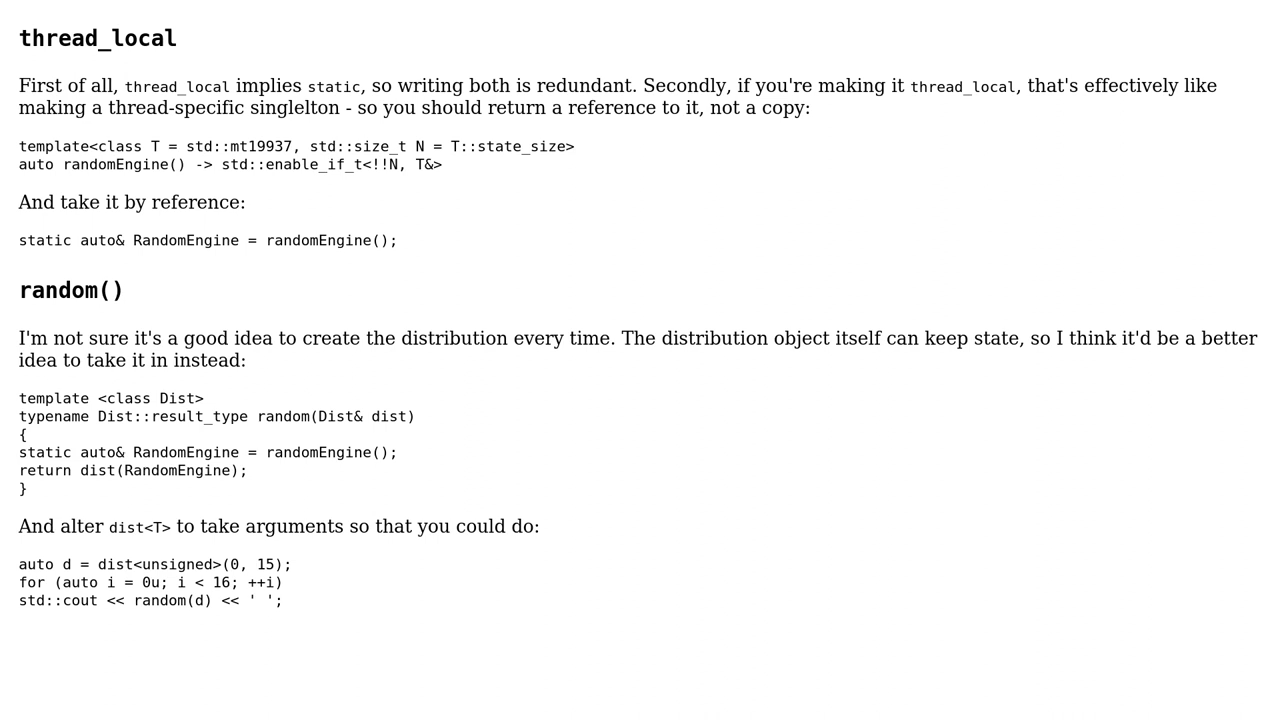 thread_local
First of all, thread_local implies static, so writing both is redundant. Secondly, if you're making it thread_local, that's effectively like
making a thread-specific singlelton - so you should return a reference to it, not a copy:
template<class T = std::mt19937, std::size_t N = T::state_size>
auto randomEngine() -> std::enable_if_t<!!N, T&>
And take it by reference:
static auto& RandomEngine = randomEngine();
random()
I'm not sure it's a good idea to create the distribution every time. The distribution object itself can keep state, so I think it'd be a better
idea to take it in instead:
template <class Dist>
typename Dist::result_type random(Dist& dist)
{
static auto& RandomEngine = randomEngine();
return dist(RandomEngine);
}
And alter dist<T> to take arguments so that you could do:
auto d = dist<unsigned>(0, 15);
for (auto i = 0u; i < 16; ++i)
std::cout << random(d) << ' ';